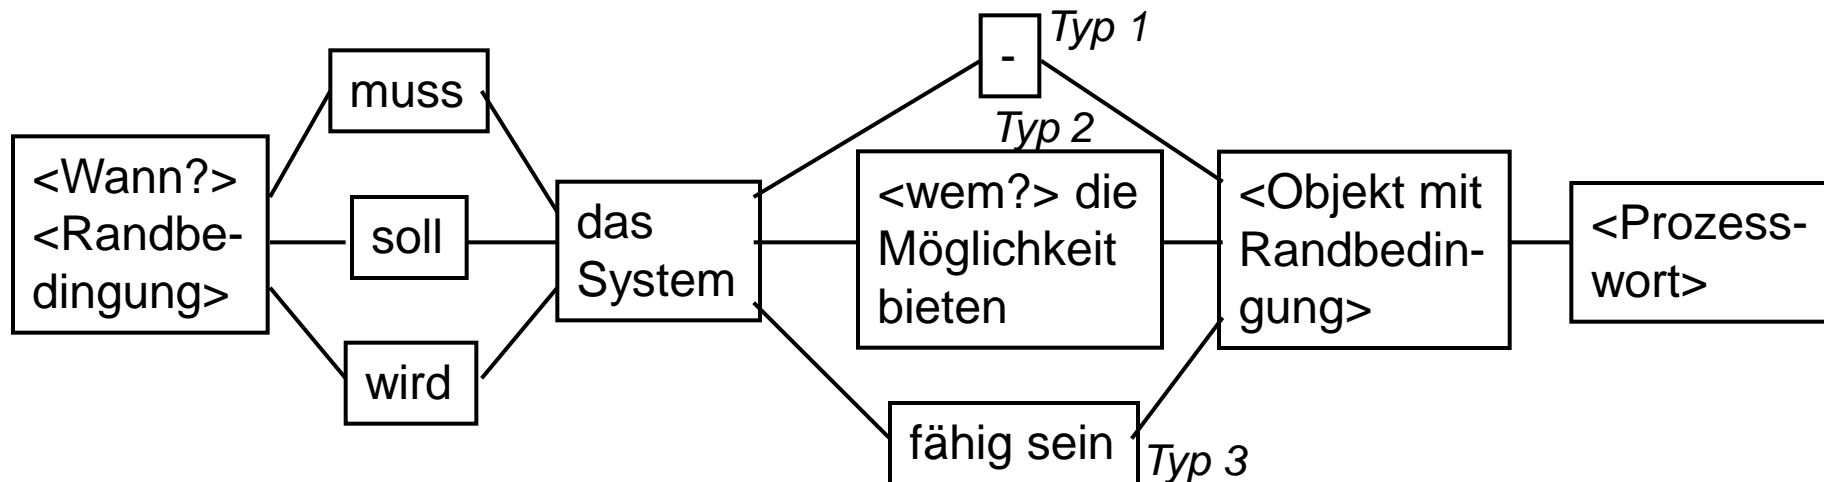 <Wann?>
<Randbe-
dingung>
muss
soll
wird
das
System
-
Typ 1
Typ 2
<wem?> die
Möglichkeit
bieten
fähig sein
Typ 3
<Objekt mit
Randbedin-
gung>
<Prozess-
wort>